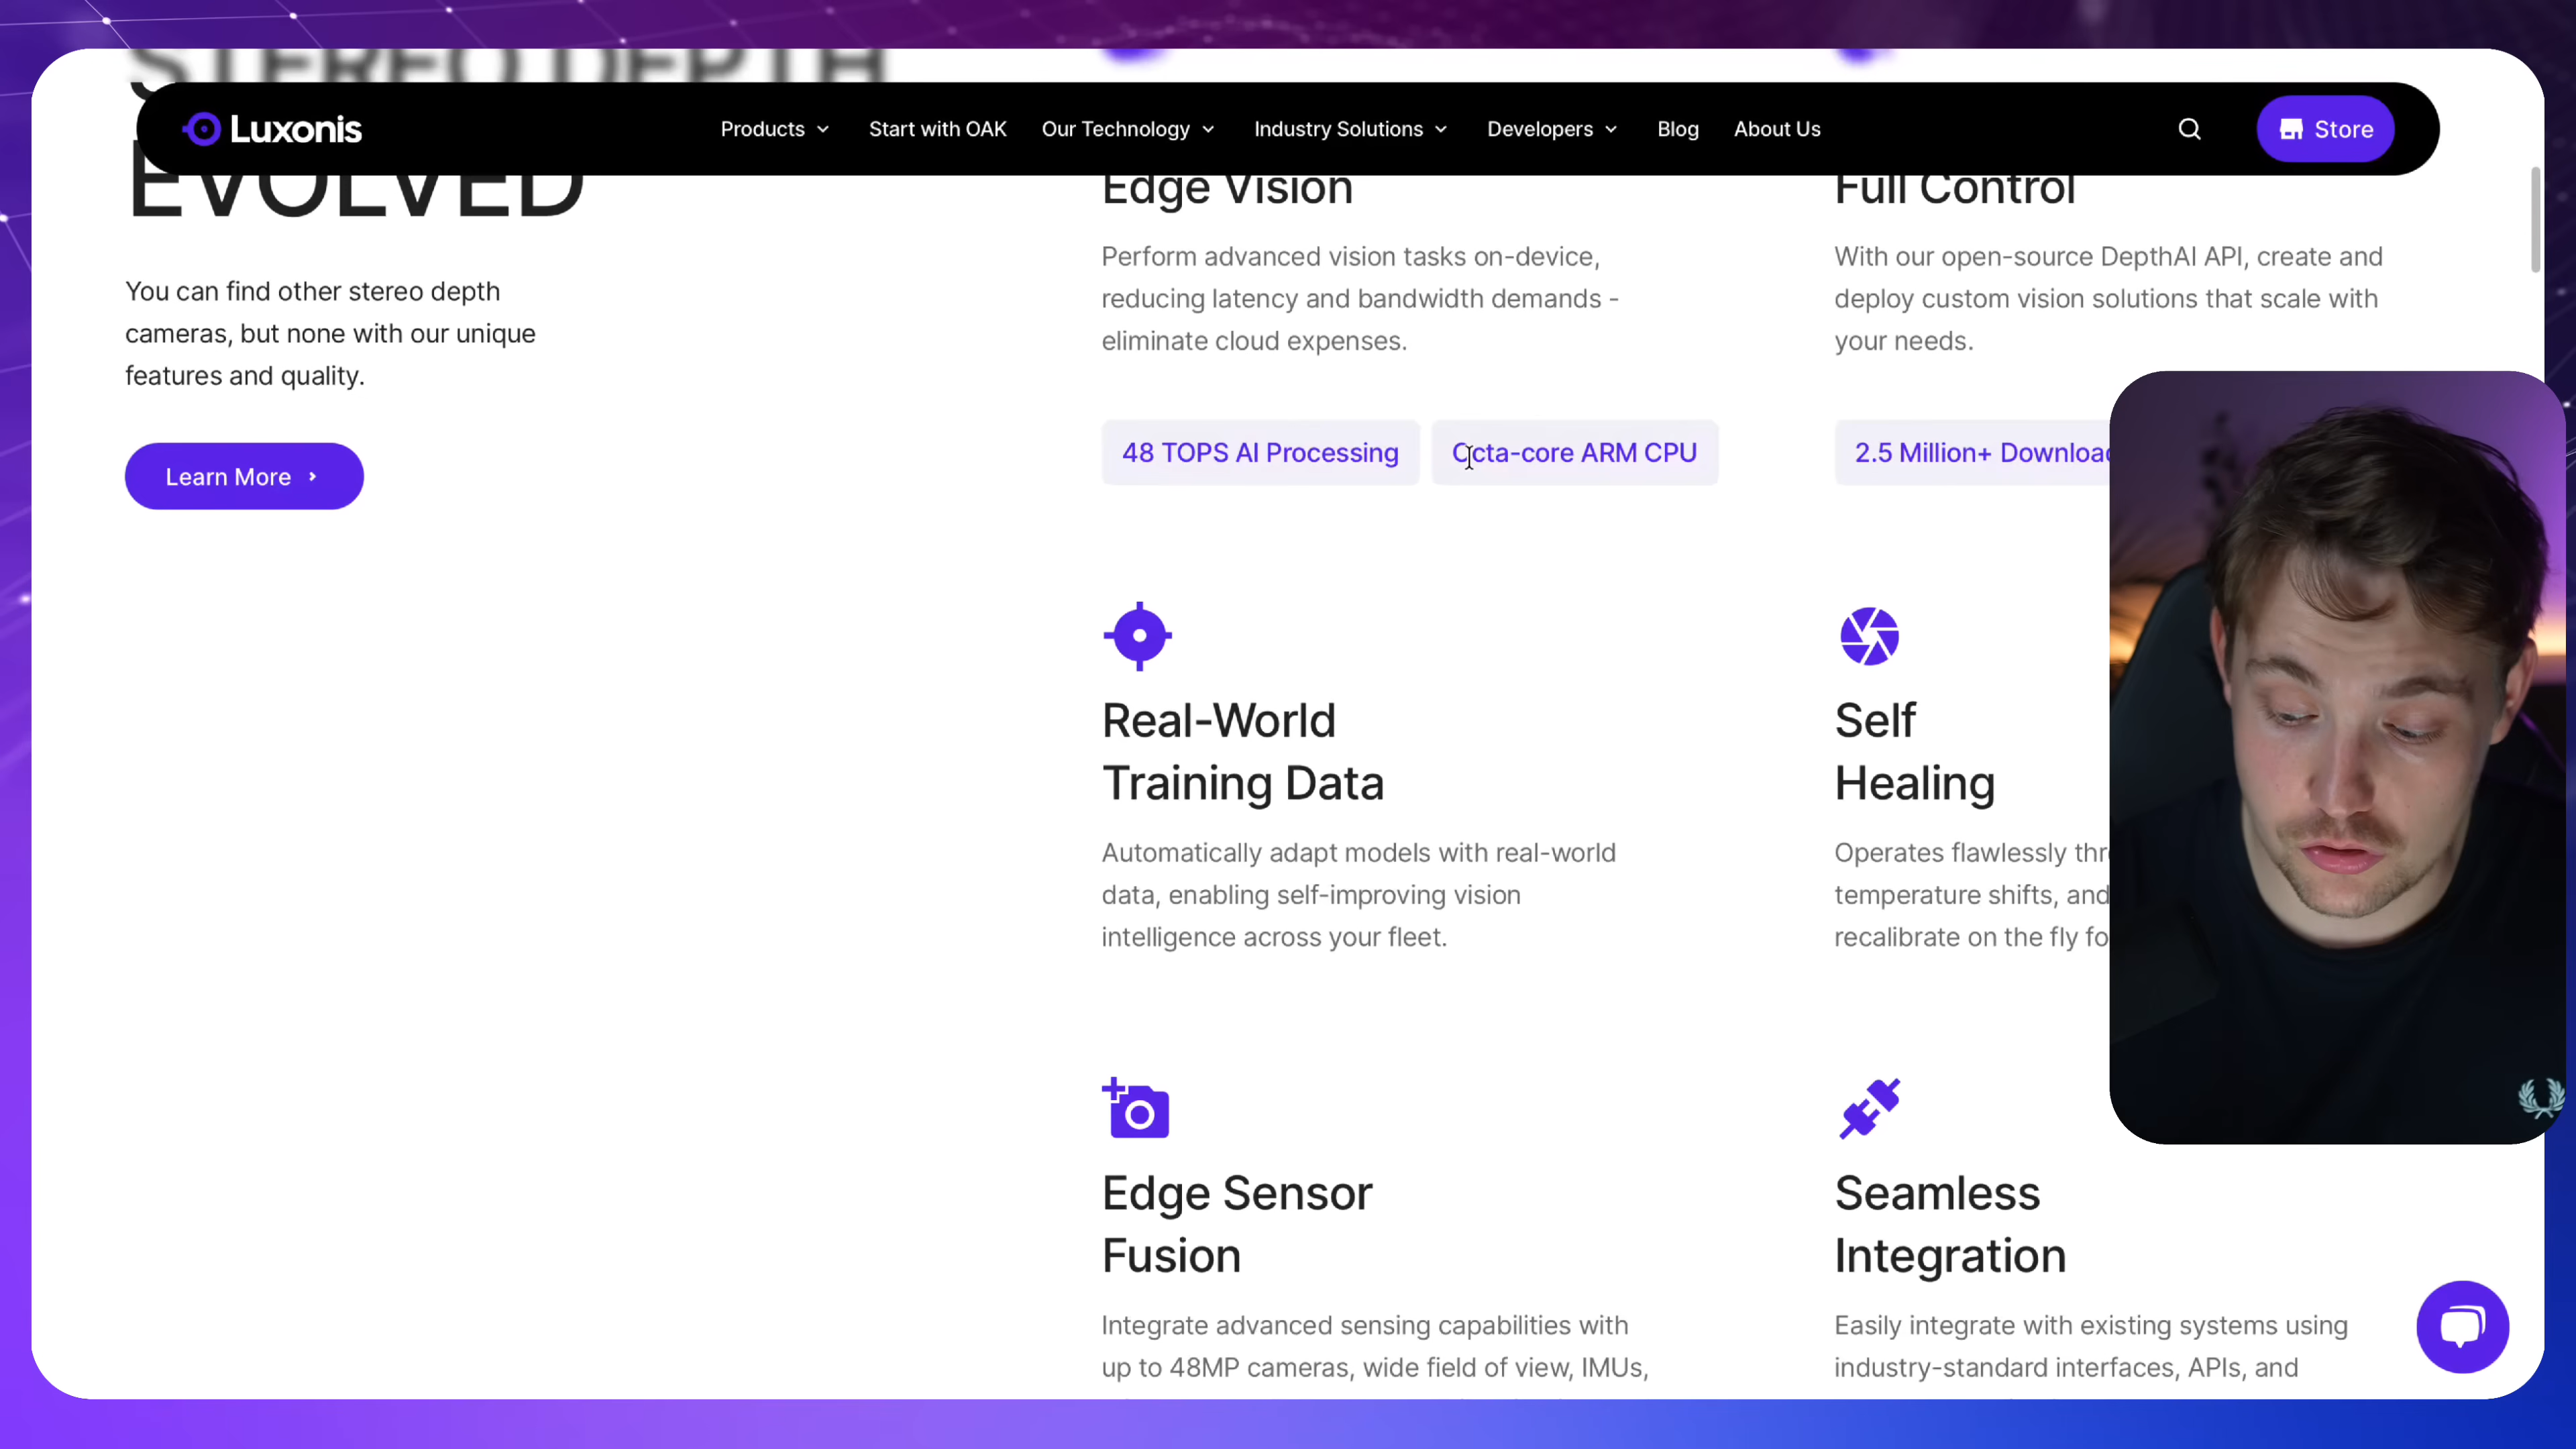 STEREO DEPTH
Luxonis
Products
Start with OAK
Our Technology
Industry Solutions
Developers
Blog
About Us
Store
EVOLVED
You can find other stereo depth
cameras, but none with our unique
features and quality.
Learn More
Edge Vision
Perform advanced vision tasks on-device,
reducing latency and bandwidth demands -
eliminate cloud expenses.
48 TOPS AI Processing
Octa-core ARM CPU
Full Control
With our open-source DepthAI API, create and
deploy custom vision solutions that scale with
your needs.
2.5 Million+
Real-World
Training Data
Automatically adapt models with real-world
data, enabling self-improving vision
intelligence across your fleet.
Self
Healing
Operates flawlessly
temperature shifts, and
recalibrate on the fly
Edge Sensor
Fusion
Integrate advanced sensing capabilities with
up to 48MP cameras, wide field of view, IMUs,
Seamless
Integration
Easily integrate with existing systems using
industry-standard interfaces, APIs, and